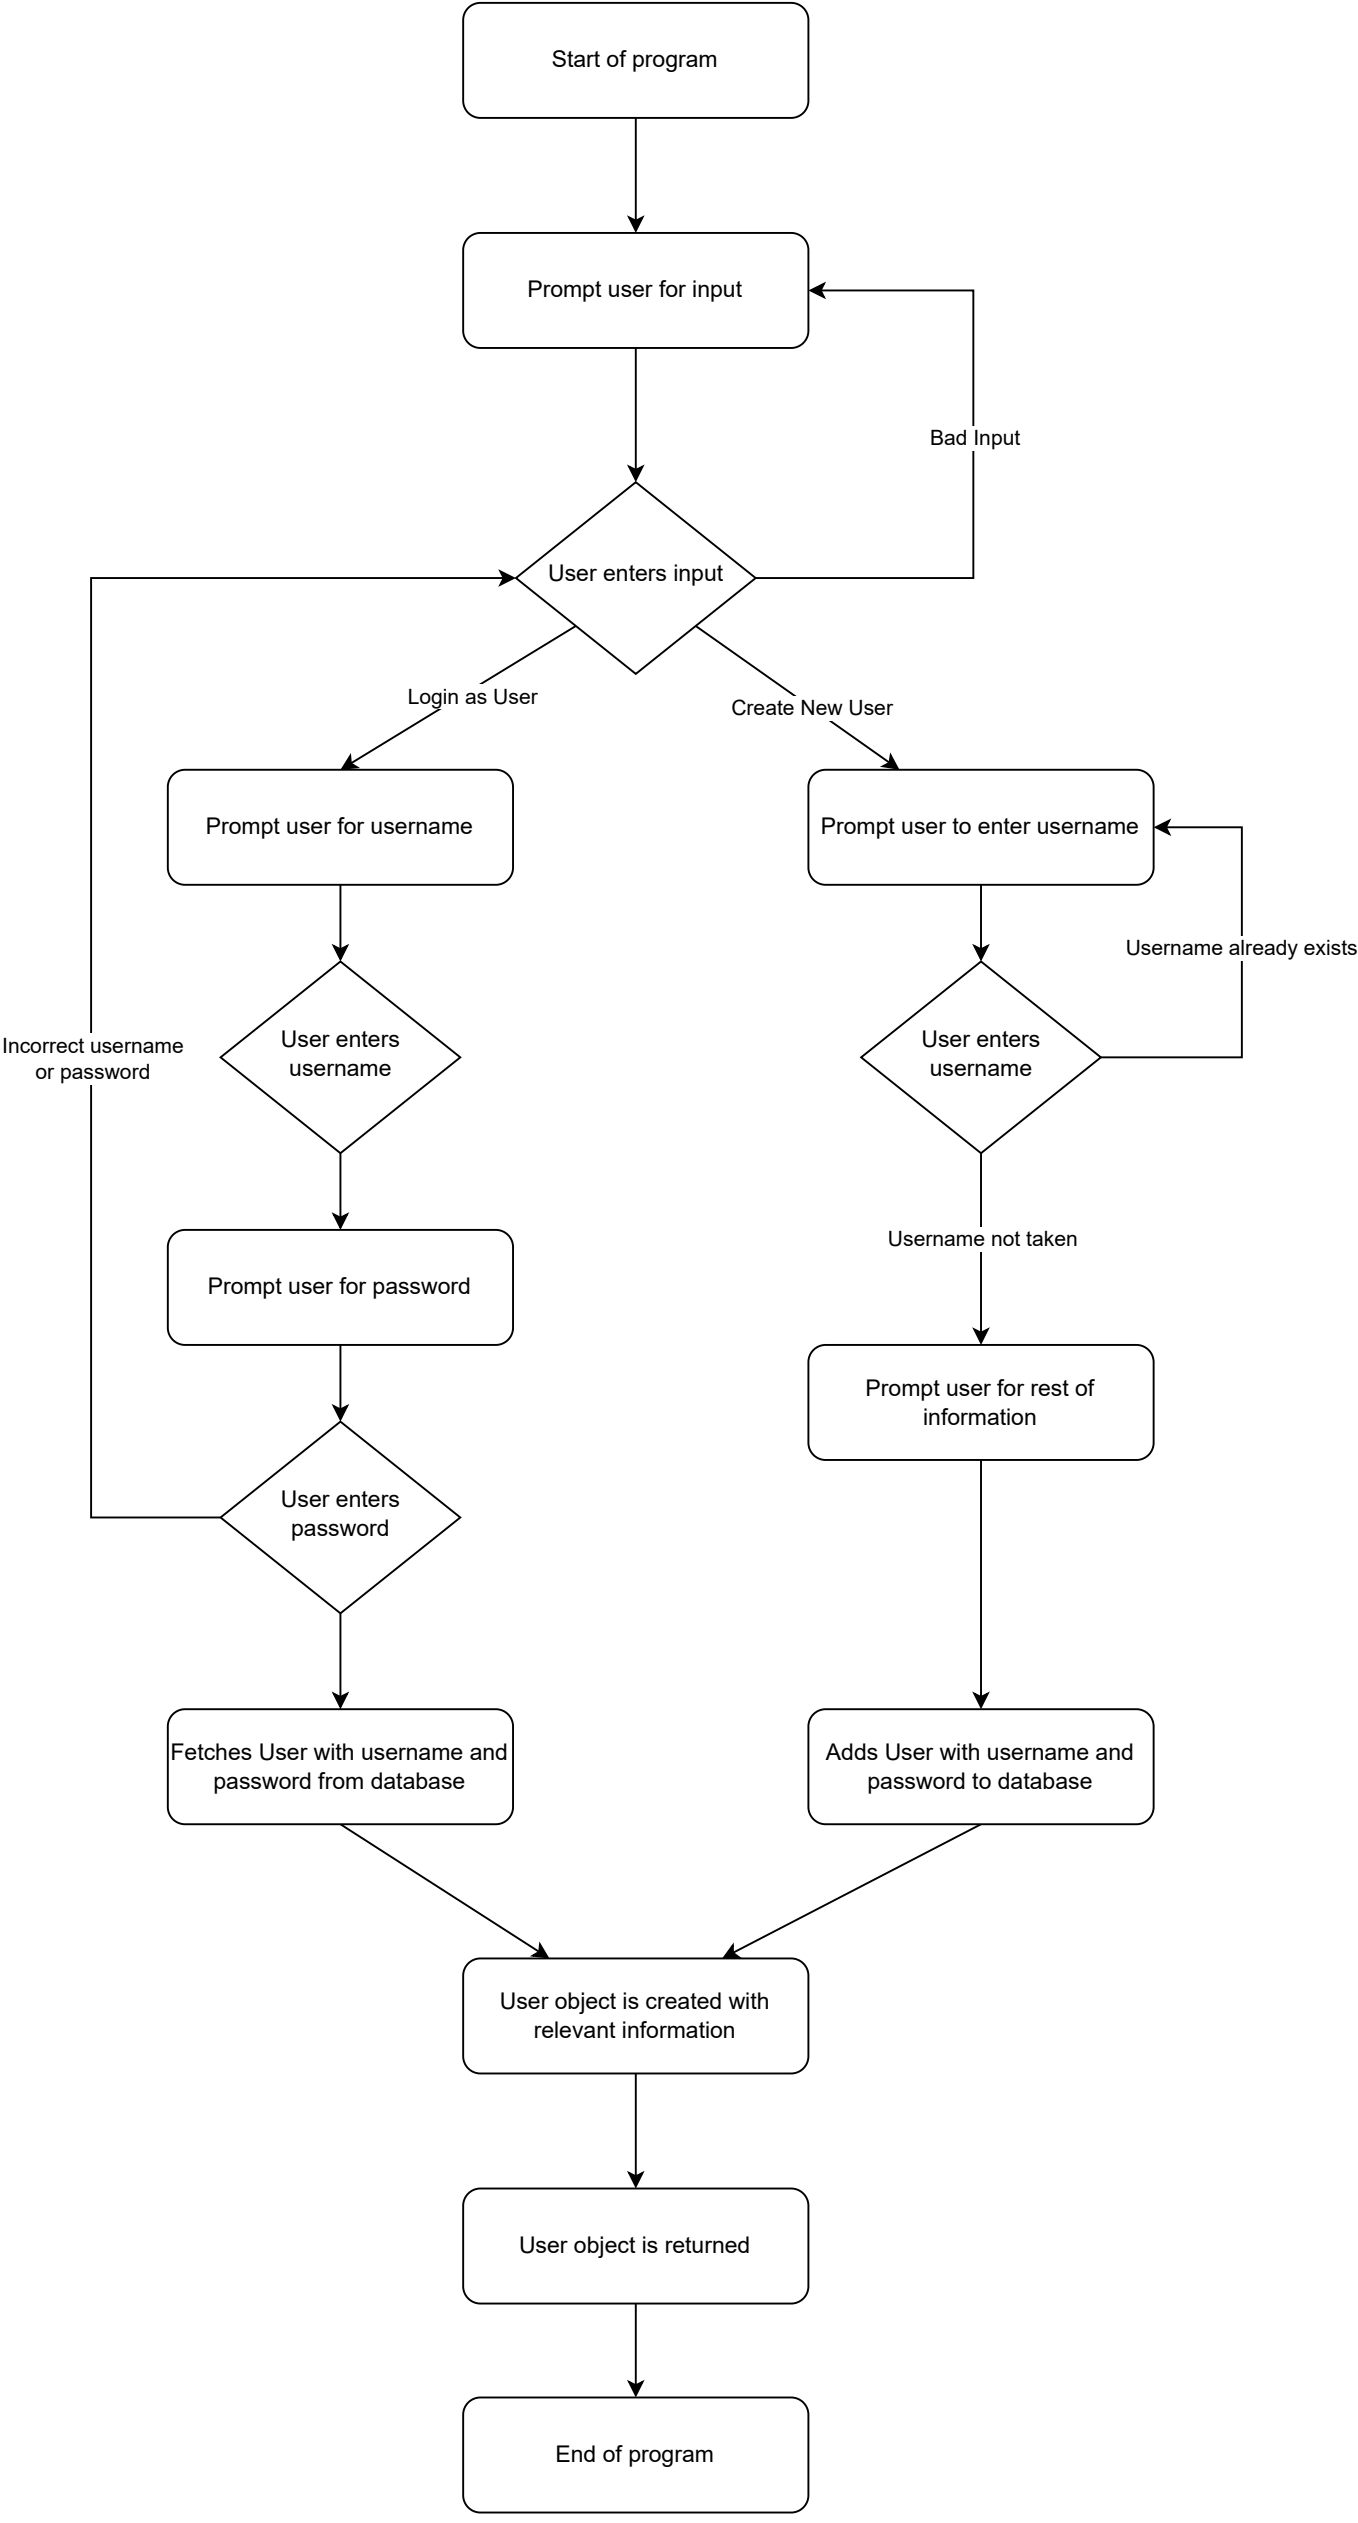 Start of program
Prompt user for input
Bad Input
User enters input
Login as User
Create New User
Prompt user for username
Prompt user to enter username
Username already exists
User enters
username
User enters
username
Incorrect username
or password
Username not taken
Prompt user for password
Prompt user for rest of
information
User enters
password
Fetches User with username and
password from database
Adds User with username and
password to database
User object is created with
relevant information
User object is returned
End of program